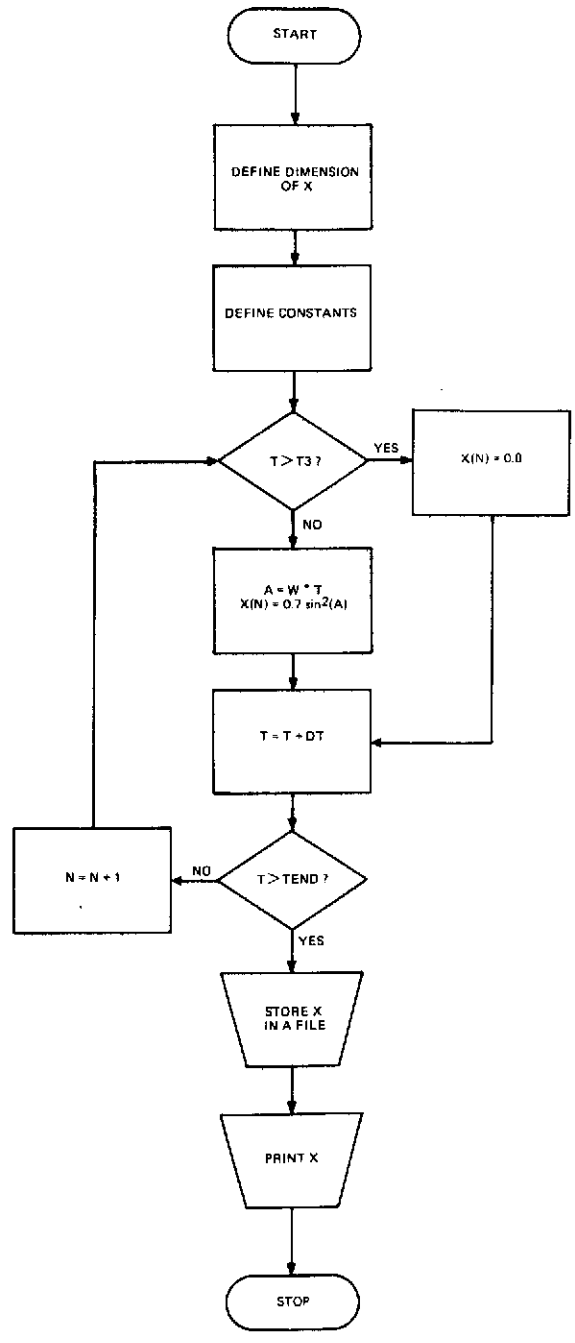 START
DEFINE DIMENSION
OF X
DEFINE CONSTANTS
T > T3 ?
YES
X(N) = 0.0
NO
A = W * T
X(N) = 0.7 sin²(A)
T = T + DT
N = N + 1
NO
T > TEND ?
YES
STORE X
IN A FILE
PRINT X
STOP